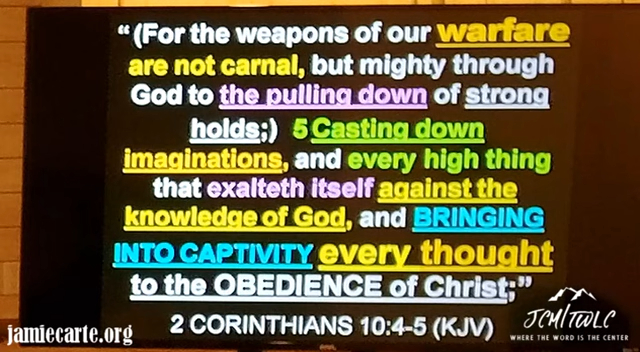 “(For the weapons of our warfare
are not carnal, but mighty through
God to the pulling down of strong
holds;) 5 Casting down
imaginations, and every high thing
that exalteth itself against the
knowledge of God, and BRINGING
INTO CAPTIVITY every thought
to the OBEDIENCE of Christ;”
2 CORINTHIANS 10:4-5 (KJV)
jamiecarte.org
JCM|TWLC
WHERE THE WORD IS THE CENTER